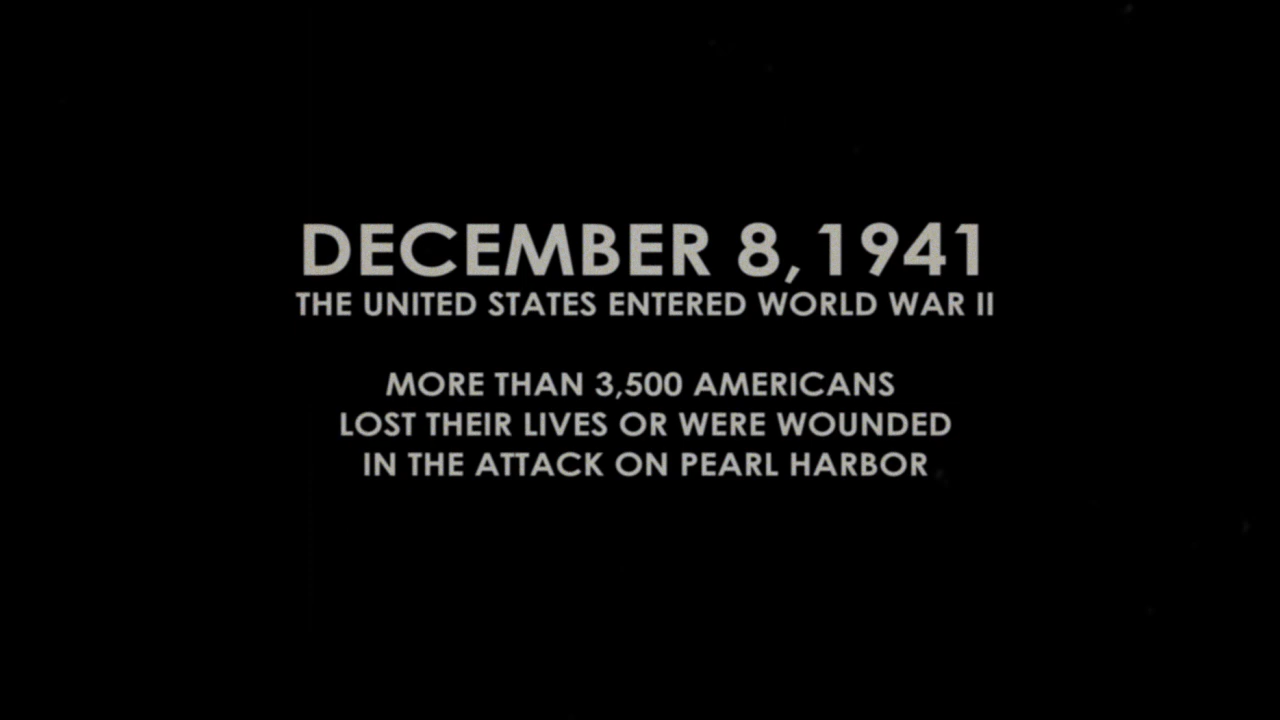 DECEMBER 8,1941
THE UNITED STATES ENTERED WORLD WAR II
MORE THAN 3,500 AMERICANS
LOST THEIR LIVES OR WERE WOUNDED
IN THE ATTACK ON PEARL HARBOR